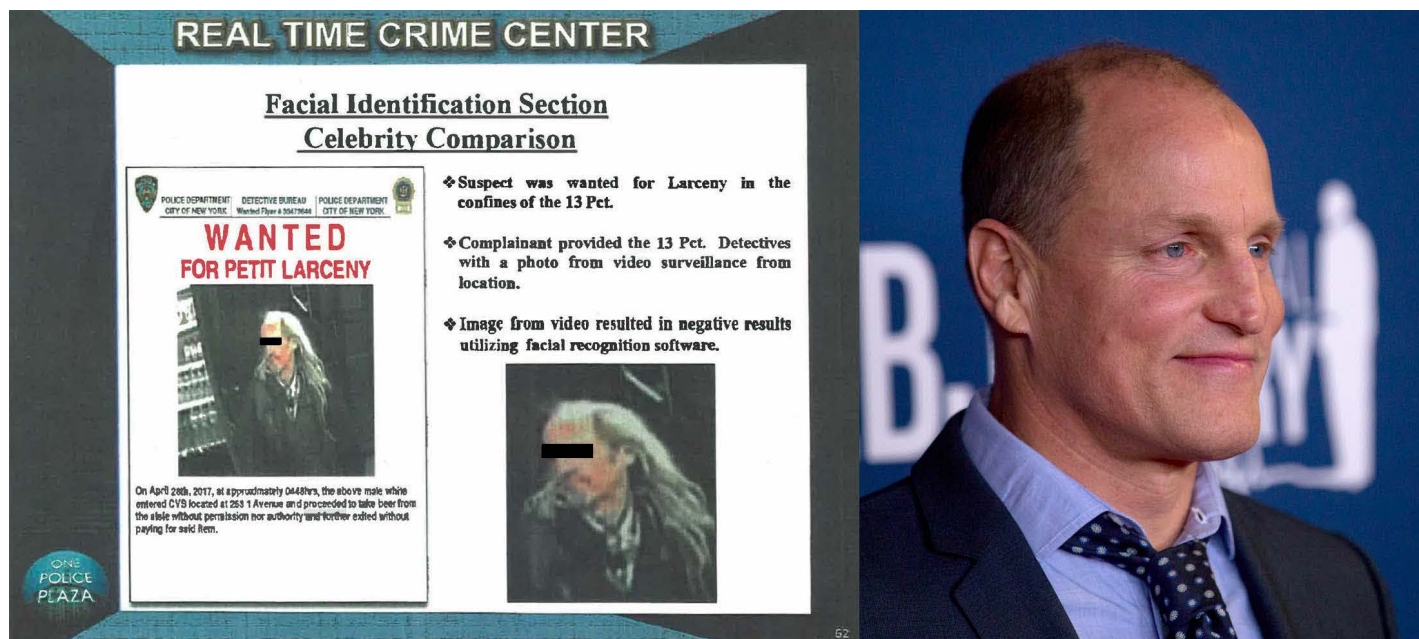 REAL TIME CRIME CENTER
Facial Identification Section
Celebrity Comparison
POLICE DEPARTMENT
CITY OF NEW YORK
DETECTIVE BUREAU
Wanted Flyer #
POLICE DEPARTMENT
CITY OF NEW YORK
WANTED
FOR PETIT LARCENY
On April 28th, 2017, at approximately 0448hrs, the above male white
entered CVS located at 253 1 Avenue and proceeded to take beer from
the aisle without permission nor authority and further exited without
paying for said item.
❖Suspect was wanted for Larceny in the
confines of the 13 Pct.
❖Complainant provided the 13 Pct. Detectives
with a photo from video surveillance from
location.
❖Image from video resulted in negative results
utilizing facial recognition software.
ONE
POLICE
PLAZA
62
B.
AL